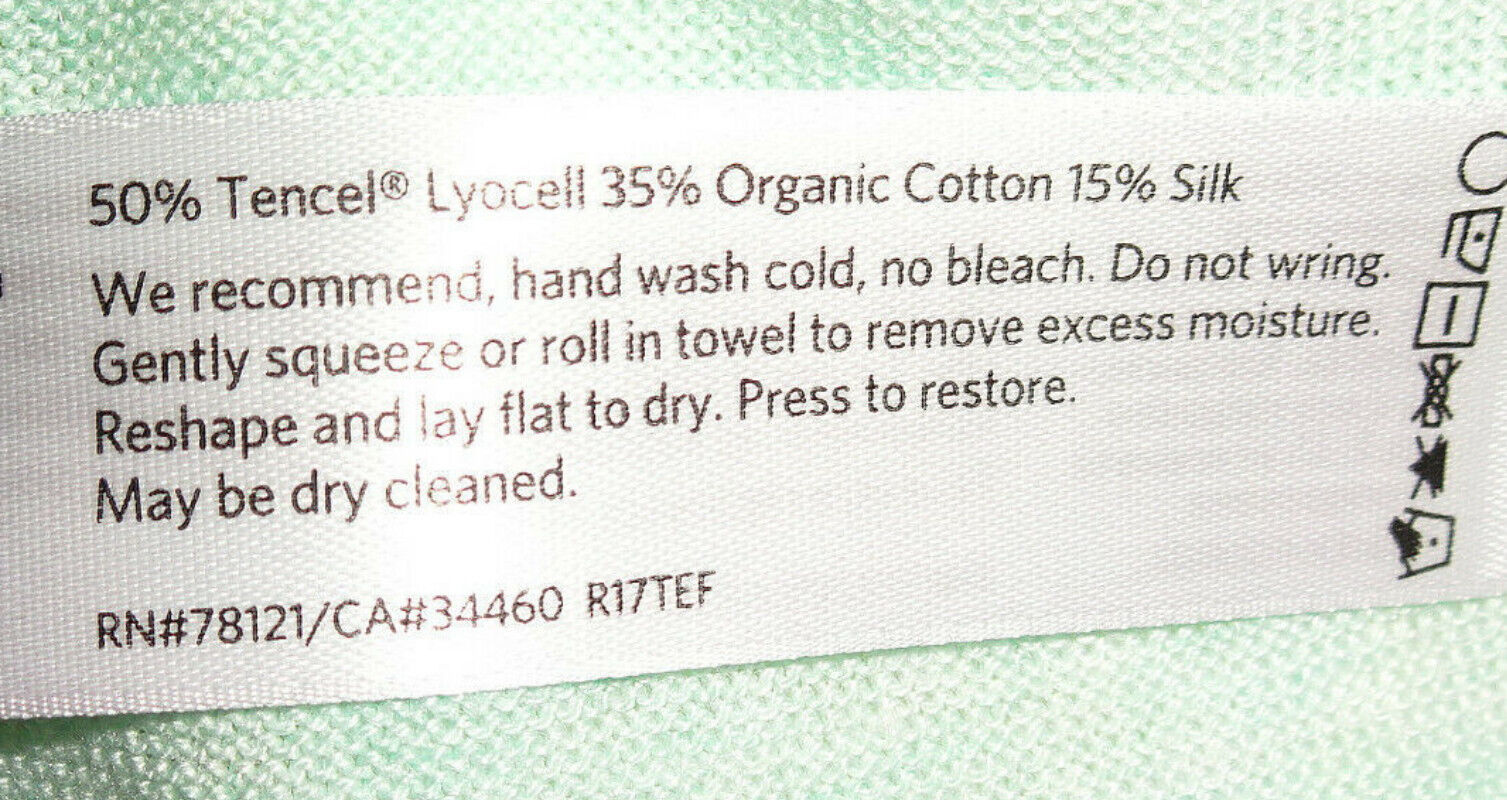 50% Tencel® Lyocell 35% Organic Cotton 15% Silk
We recommend, hand wash cold, no bleach. Do not wring.
Gently squeeze or roll in towel to remove excess moisture.
Reshape and lay flat to dry. Press to restore.
May be dry cleaned.
RN#78121/CA#34460 R17TEF